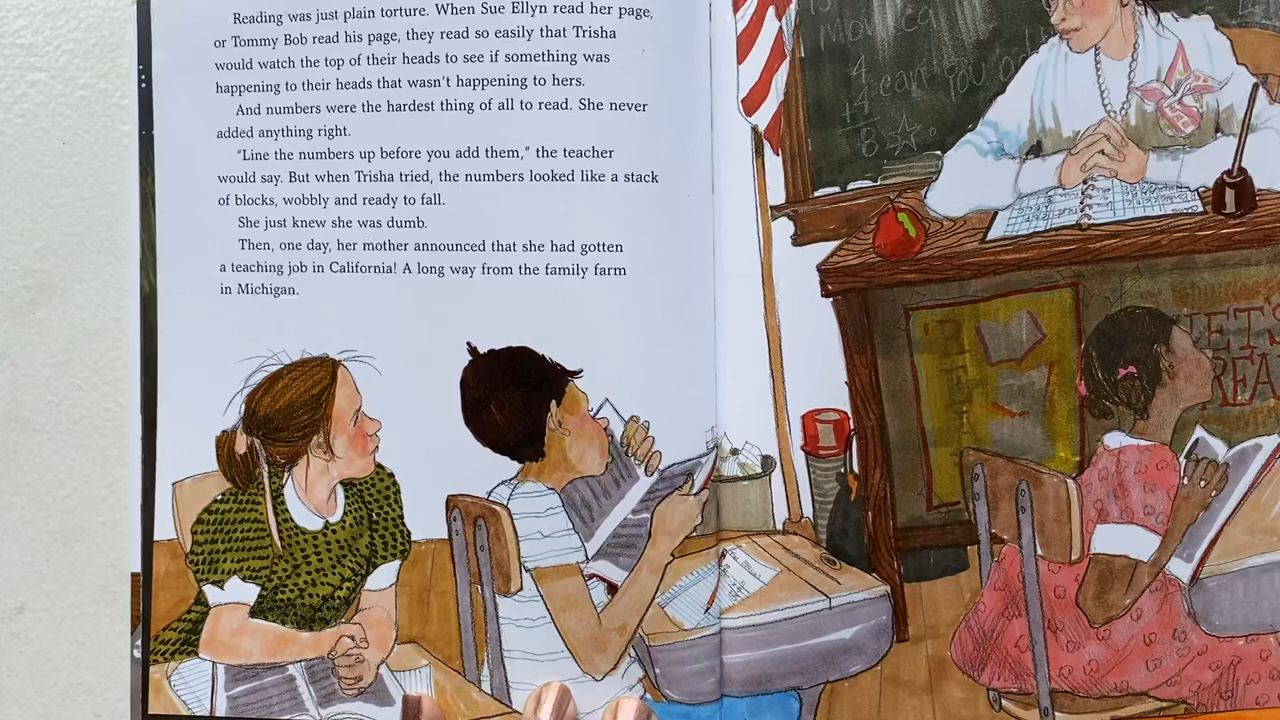 Reading was just plain torture. When Sue Ellyn read her page,
or Tommy Bob read his page, they read so easily that Trisha
would watch the top of their heads to see if something was
happening to their heads that wasn't happening to hers.
And numbers were the hardest thing of all to read. She never
added anything right.
"Line the numbers up before you add them," the teacher
would say. But when Trisha tried, the numbers looked like a stack
of blocks, wobbly and ready to fall.
She just knew she was dumb.
Then, one day, her mother announced that she had gotten
a teaching job in California! A long way from the family farm
in Michigan.
4 can you
14
8
LET'S
REA